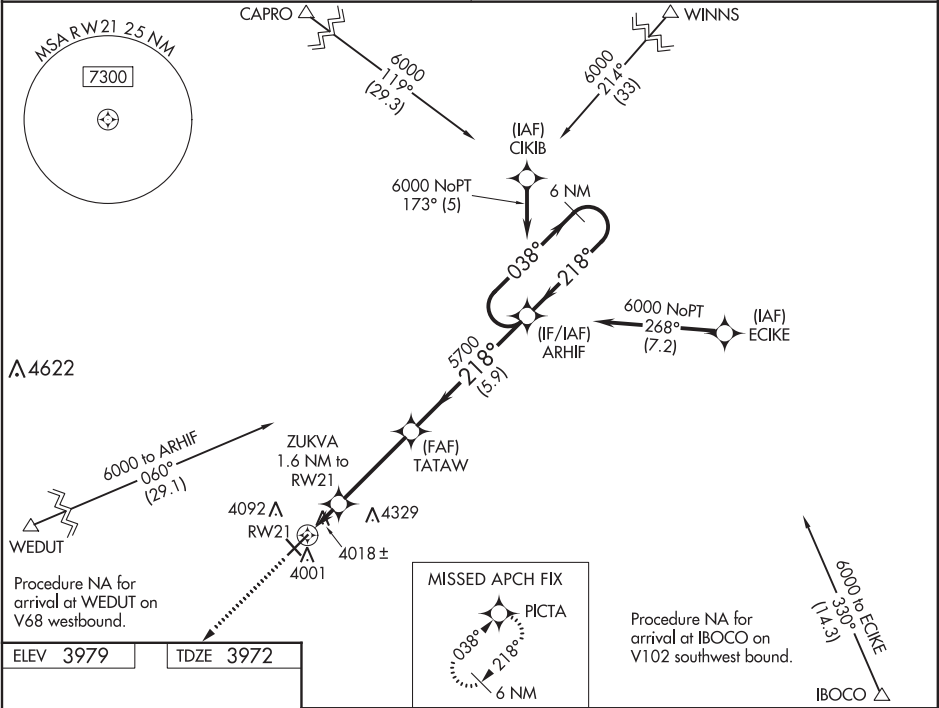 CAPRO
WINNS
MSA RW21 25 NM
7300
6000
119°
(29.3)
6000
214°
(33)
(IAF)
CIKIB
6000 NoPT
173° (5)
6 NM
038°
218°
6000 NoPT
268°
(7.2)
(IAF)
ECIKE
(IF/IAF)
ARHIF
5700
218°
(5.9)
4622
(FAF)
TATAW
ZUKVA
1.6 NM to
RW21
6000 to ARHIF
060°
(29.1)
4092
4329
RW21
4018 ±
4001
WEDUT
Procedure NA for
arrival at WEDUT on
V68 westbound.
MISSED APCH FIX
PICTA
038°
218°
6 NM
Procedure NA for
arrival at IBOCO on
V102 southwest bound.
6000 to ECIKE
330°
(14.3)
IBOCO
ELEV 3979
TDZE 3972